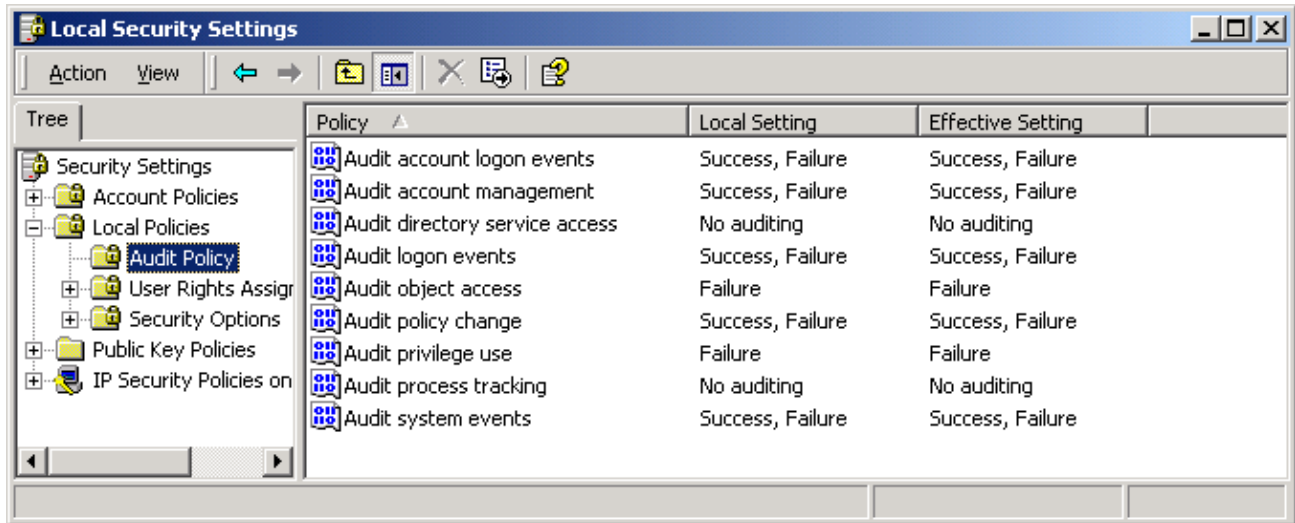 Local Security Settings
Action View
Tree
Policy Local Setting Effective Setting
Security Settings
Account Policies
Local Policies
Audit Policy
User Rights Assigr
Security Options
Public Key Policies
IP Security Policies on
Audit account logon events Success, Failure Success, Failure
Audit account management Success, Failure Success, Failure
Audit directory service access No auditing No auditing
Audit logon events Success, Failure Success, Failure
Audit object access Failure Failure
Audit policy change Success, Failure Success, Failure
Audit privilege use Failure Failure
Audit process tracking No auditing No auditing
Audit system events Success, Failure Success, Failure